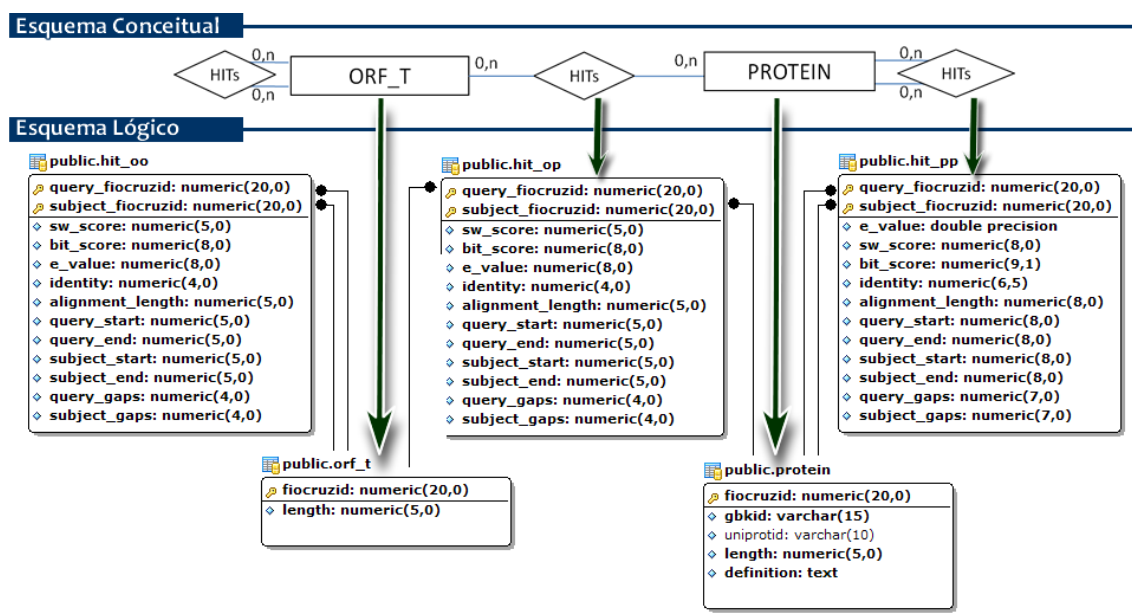 Esquema Conceitual
HITs
0,n
0,n
ORF_T
0,n
HITs
0,n
PROTEIN
0,n
0,n
HITs
Esquema Lógico
public.hit_oo
query_fiocruzid: numeric(20,0)
subject_fiocruzid: numeric(20,0)
sw_score: numeric(5,0)
bit_score: numeric(8,0)
e_value: numeric(8,0)
identity: numeric(4,0)
alignment_length: numeric(5,0)
query_start: numeric(5,0)
query_end: numeric(5,0)
subject_start: numeric(5,0)
subject_end: numeric(5,0)
query_gaps: numeric(4,0)
subject_gaps: numeric(4,0)
public.hit_op
query_fiocruzid: numeric(20,0)
subject_fiocruzid: numeric(20,0)
sw_score: numeric(5,0)
bit_score: numeric(8,0)
e_value: numeric(8,0)
identity: numeric(4,0)
alignment_length: numeric(5,0)
query_start: numeric(5,0)
query_end: numeric(5,0)
subject_start: numeric(5,0)
subject_end: numeric(5,0)
query_gaps: numeric(4,0)
subject_gaps: numeric(4,0)
public.hit_pp
query_fiocruzid: numeric(20,0)
subject_fiocruzid: numeric(20,0)
e_value: double precision
sw_score: numeric(8,0)
bit_score: numeric(9,1)
identity: numeric(6,5)
alignment_length: numeric(8,0)
query_start: numeric(8,0)
query_end: numeric(8,0)
subject_start: numeric(8,0)
subject_end: numeric(8,0)
query_gaps: numeric(7,0)
subject_gaps: numeric(7,0)
public.orf_t
fiocruzid: numeric(20,0)
length: numeric(5,0)
public.protein
fiocruzid: numeric(20,0)
gbkid: varchar(15)
uniprotid: varchar(10)
length: numeric(5,0)
definition: text